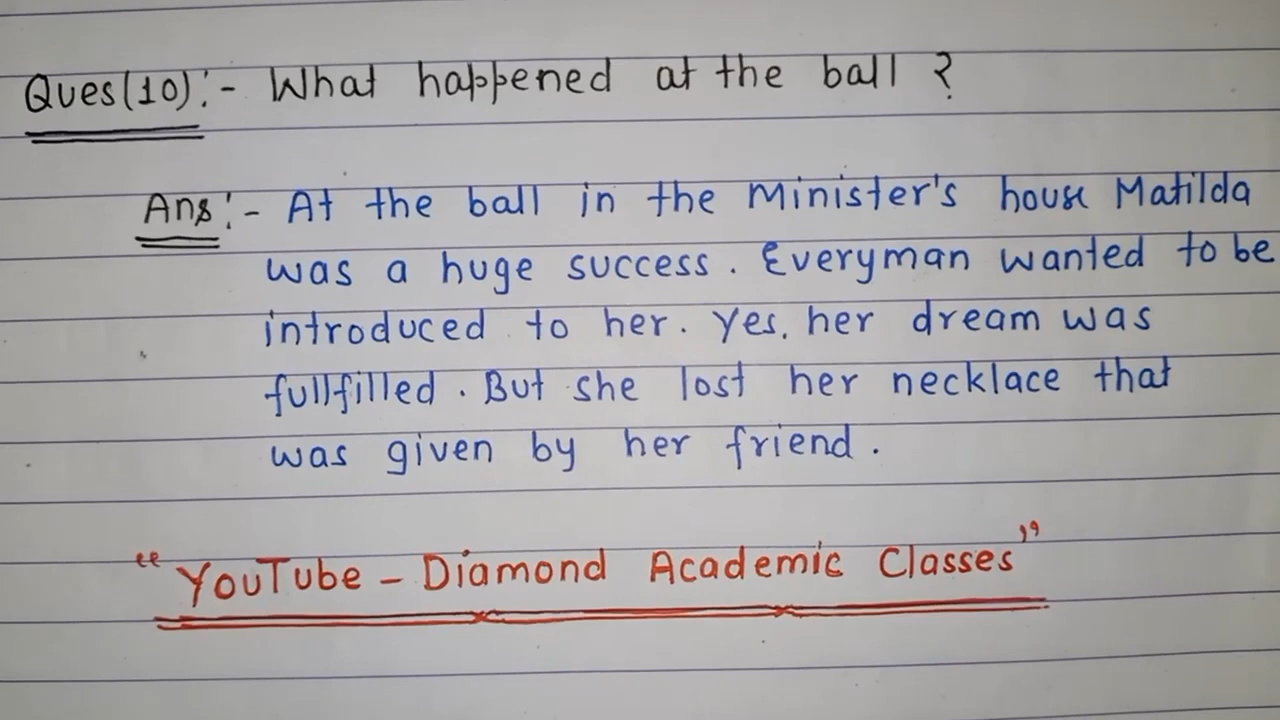 Ques(10):- What happened at the ball ?
Ans:- At the ball in the Minister's house Matilda
was a huge success. Everyman wanted to be
introduced to her. Yes, her dream was
fullfilled. But she lost her necklace that
was given by her friend.
"YouTube - Diamond Academic Classes"